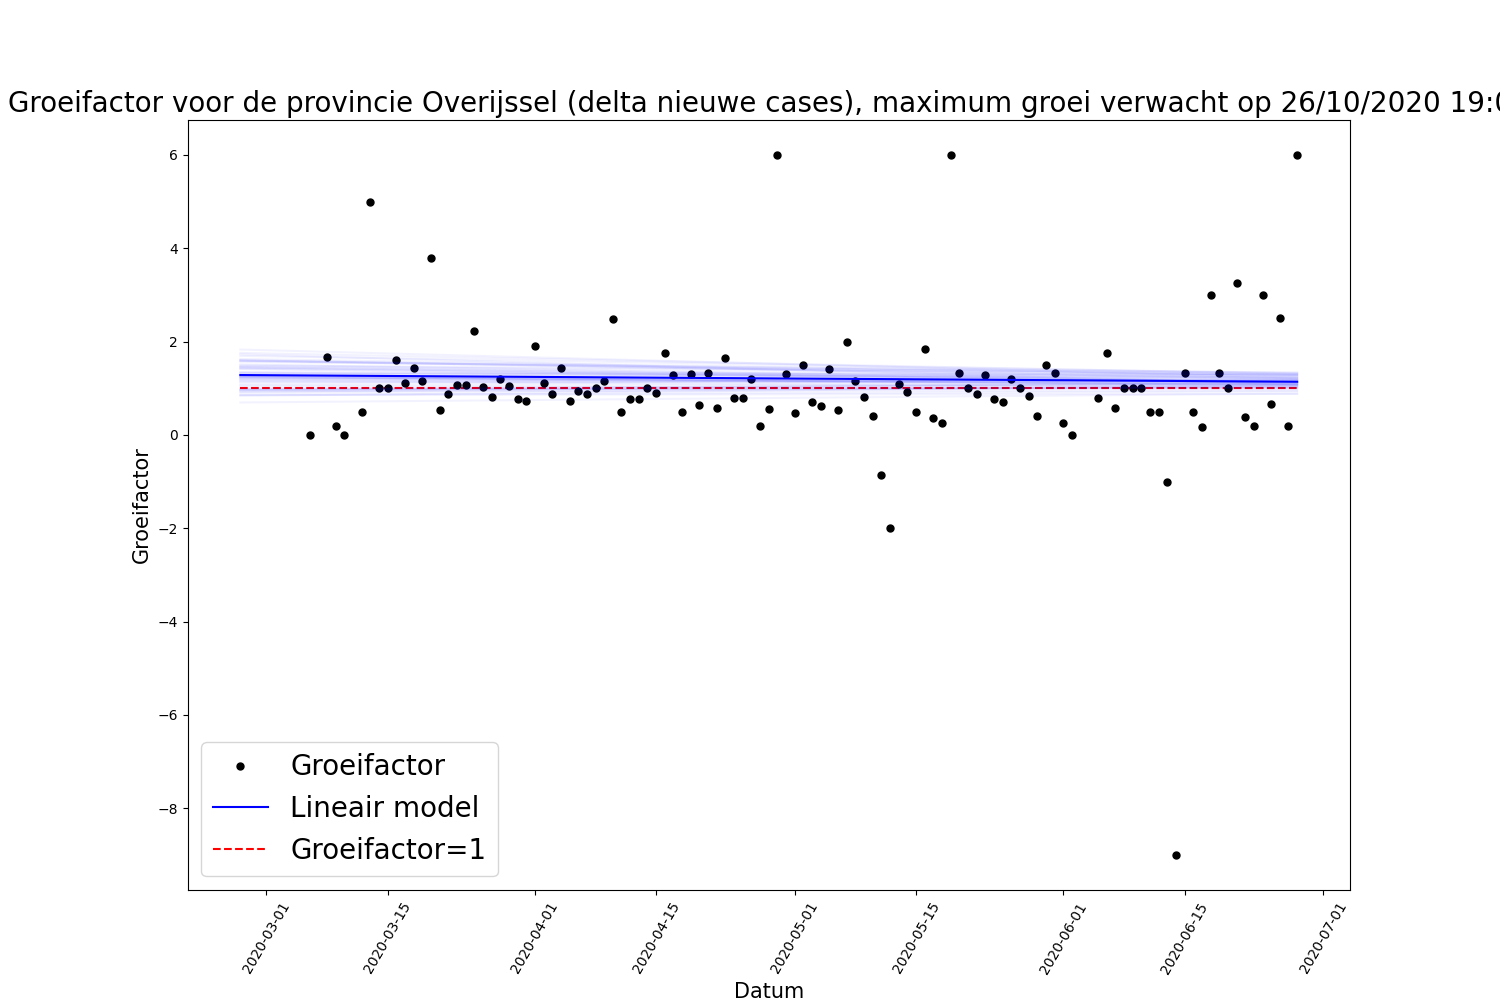 Groeifactor voor de provincie Overijssel (delta nieuwe cases), maximum groei verwacht op 26/10/2020
6
4
2
0
−2
−4
−6
−8
Groeifactor
Groeifactor
Lineair model
Groeifactor=1
2020-03-01
2020-03-15
2020-04-01
2020-04-15
2020-05-01
2020-05-15
2020-06-01
2020-06-15
2020-07-01
Datum